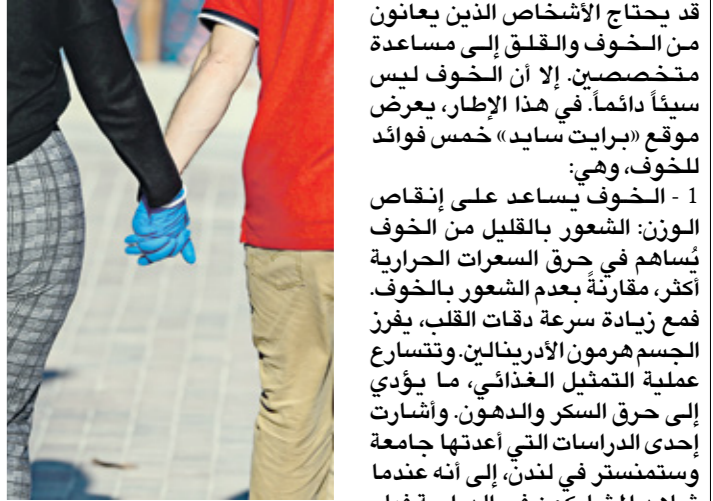 قد يحتاج الأشخاص الذين يعانون
من الخوف والقلق إلى مساعدة
متخصصين. إلا أن الخوف ليس
سيئاً دائماً. في هذا الإطار، يعرض
موقع «برايت سايد» خمس فوائد
للخوف، وهي:
1 - الخوف يساعد على إنقاص
الوزن: الشعور بالقليل من الخوف
يُساهم في حرق السعرات الحرارية
أكثر، مقارنةً بعدم الشعور بالخوف.
فمع زيادة سرعة دقات القلب، يفرز
الجسم هرمون الأدرينالين. وتتسارع
عملية التمثيل الغذائي، ما يؤدي
إلى حرق السكر والدهون. وأشارت
إحدى الدراسات التي أعدتها جامعة
وستمنستر في لندن، إلى أنه عندما